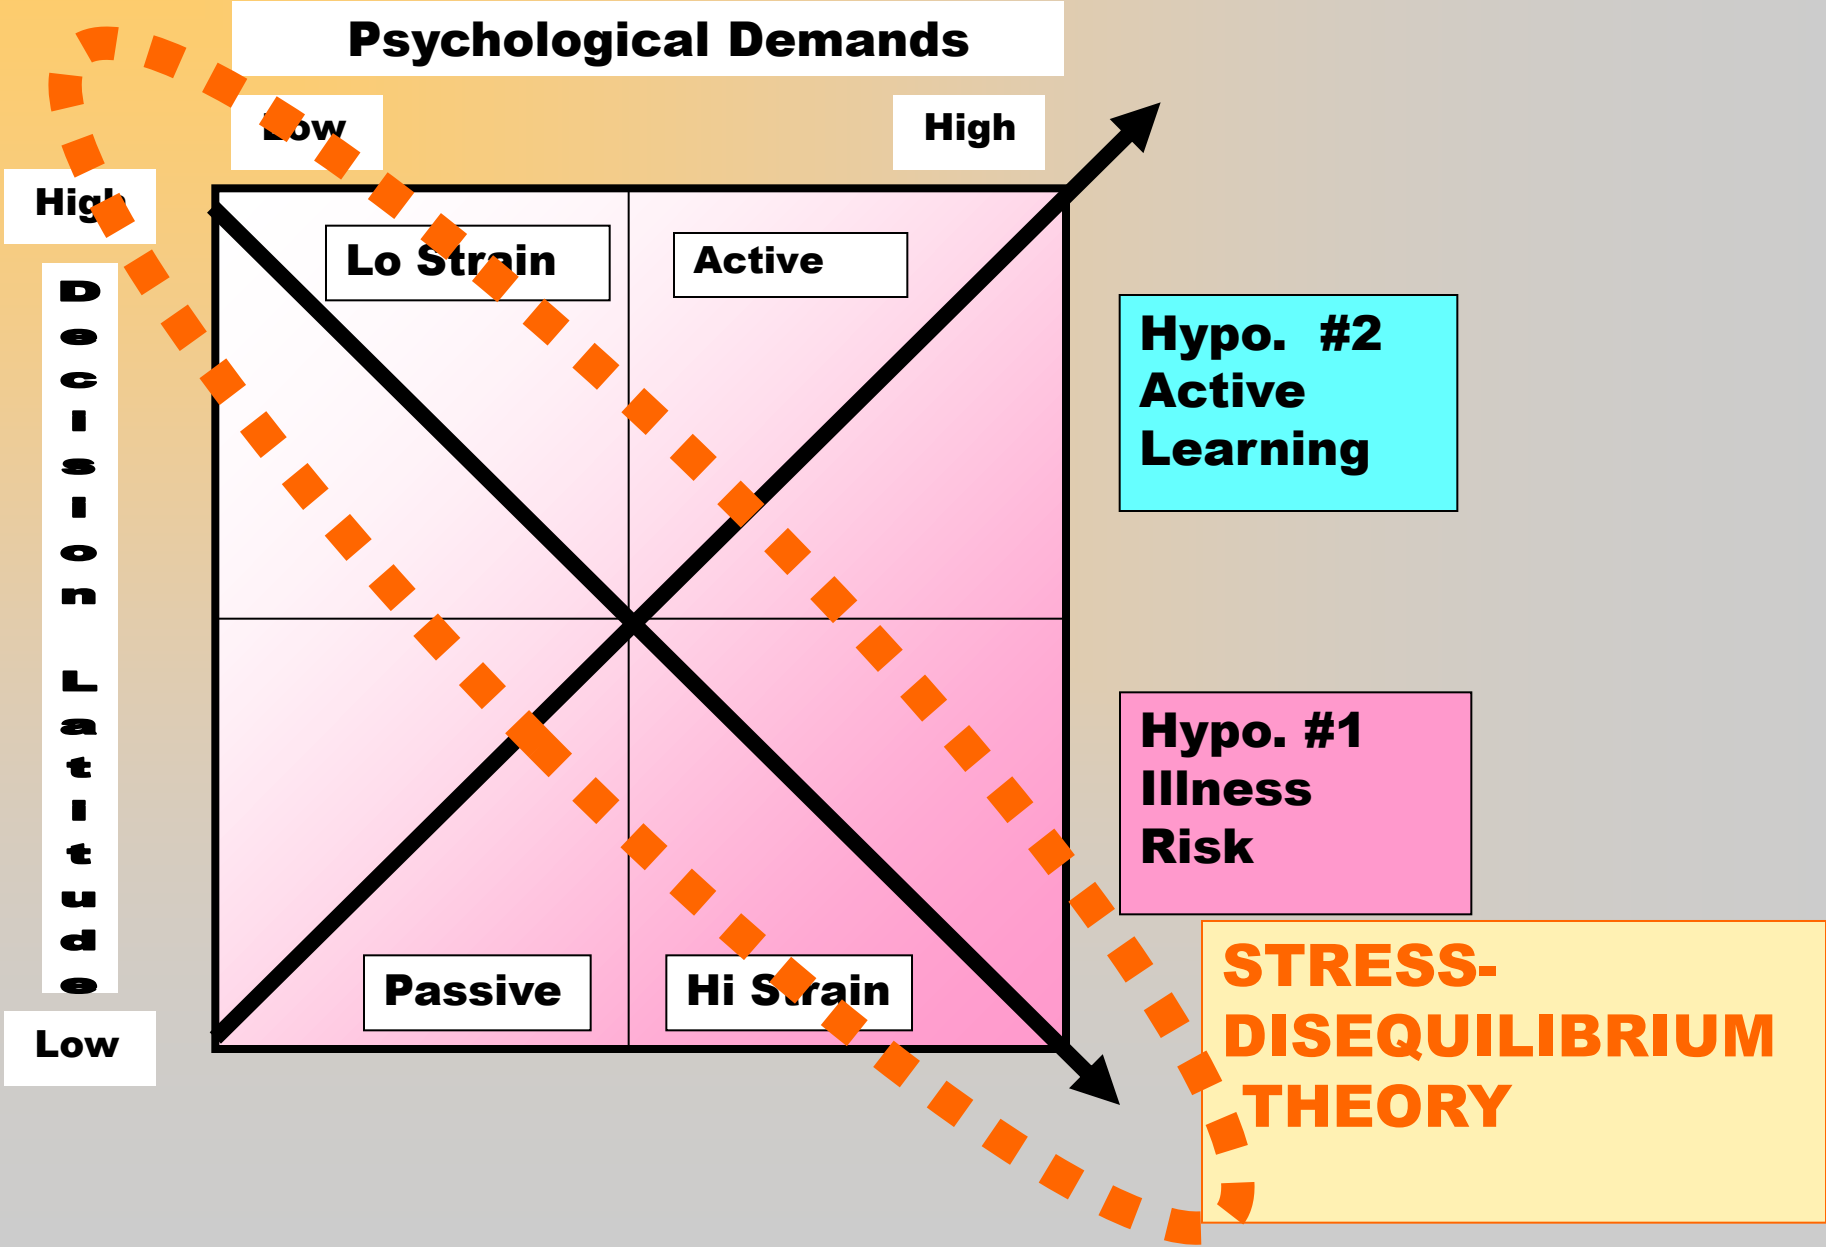 Psychological Demands
Low
High
High
Lo Strain
Active
Decision Latitude
Hypo. #2
Active
Learning
Hypo. #1
Illness
Risk
Passive
Hi Strain
Low
STRESS-
DISEQUILIBRIUM
THEORY